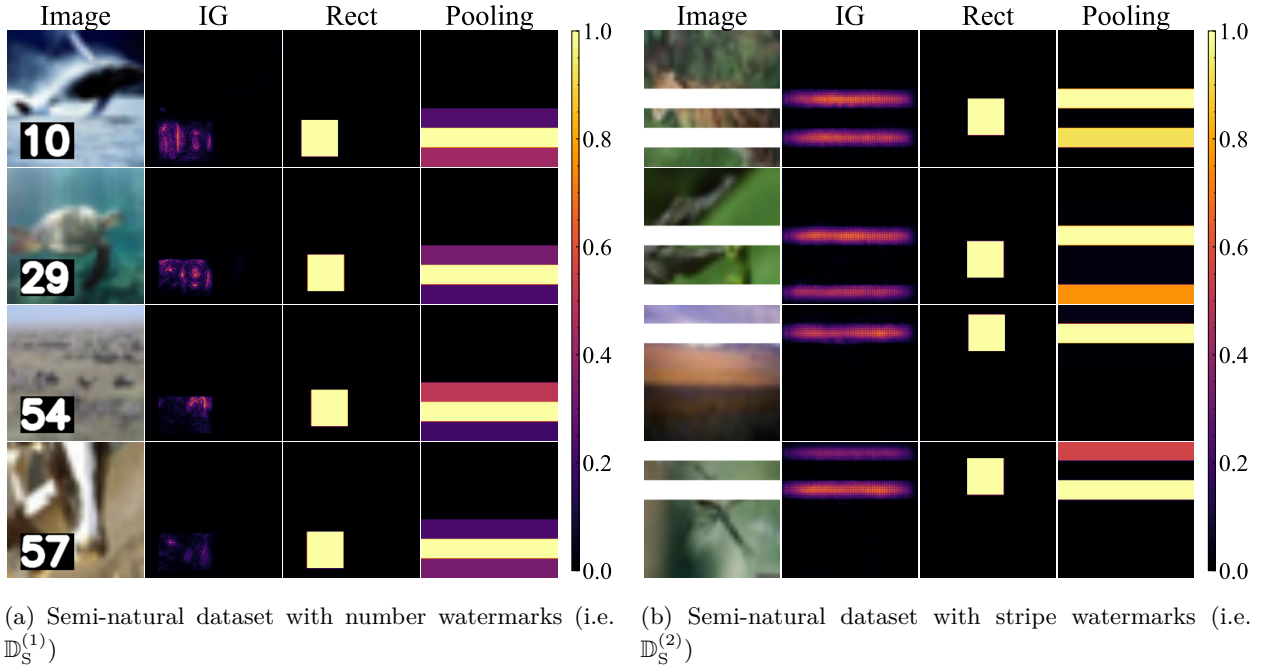 Image IG Rect Pooling
10
29
54
57
1.0
0.8
0.6
0.4
0.2
0.0
(a) Semi-natural dataset with number watermarks (i.e.
𝔻_S^(1))
Image IG Rect Pooling
1.0
0.8
0.6
0.4
0.2
0.0
(b) Semi-natural dataset with stripe watermarks (i.e.
𝔻_S^(2))